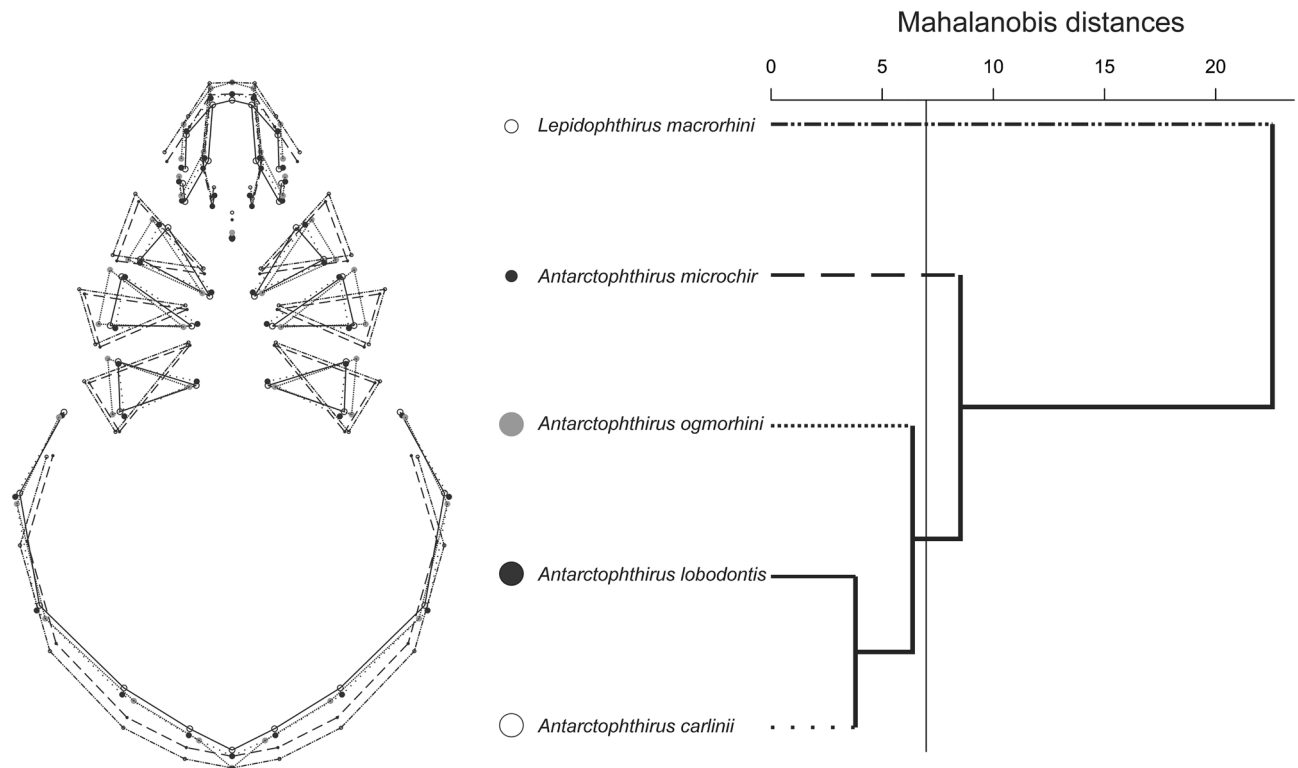 Mahalanobis distances
0 5 10 15 20
Lepidophthirus macrorhini
Antarctophthirus microchir
Antarctophthirus ogmorhini
Antarctophthirus lobodontis
Antarctophthirus carlinii